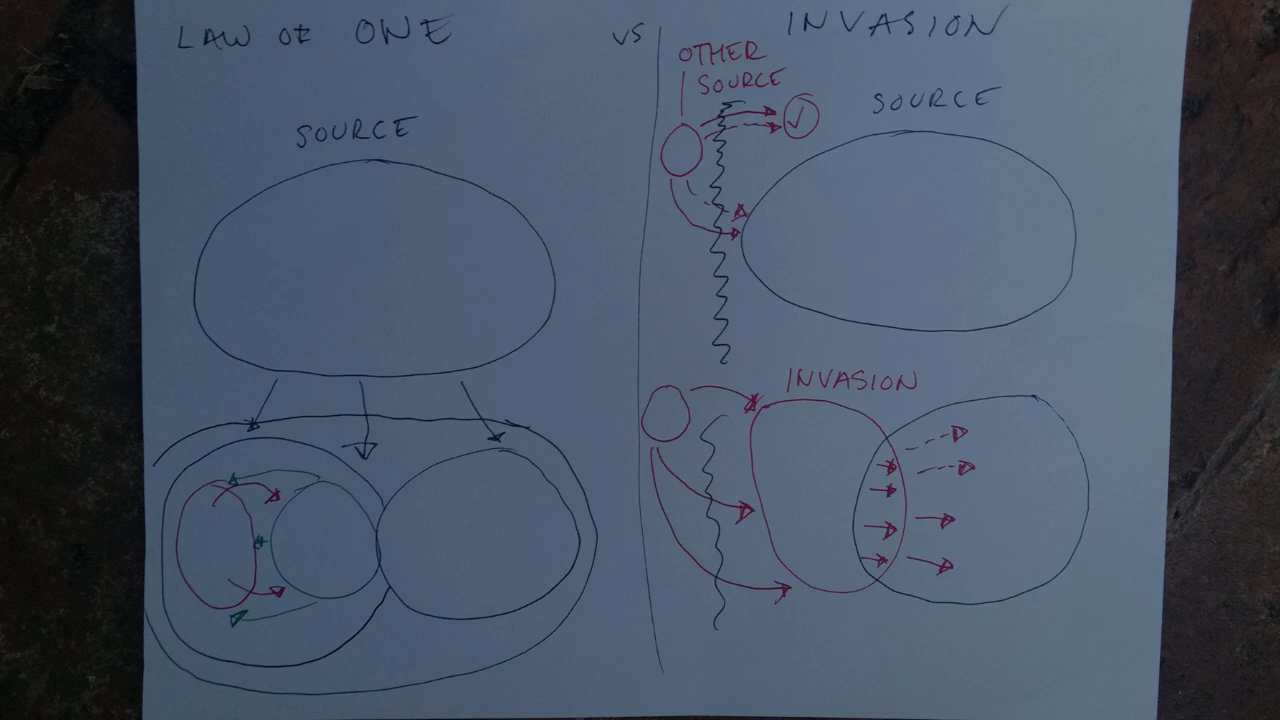 LAW OF ONE
VS
INVASION
SOURCE
OTHER
SOURCE
SOURCE
INVASION